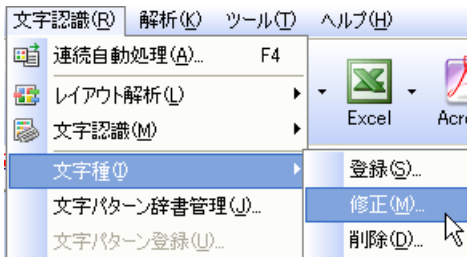 文字認識(R) 解析(K) ツール(T) ヘルプ(H)
連続自動処理(A)... F4
レイアウト解析(L)
文字認識(M)
文字種(I)
文字パターン辞書管理(J)...
文字パターン登録(U)...
Excel
登録(S)...
修正(M)...
削除(D)...